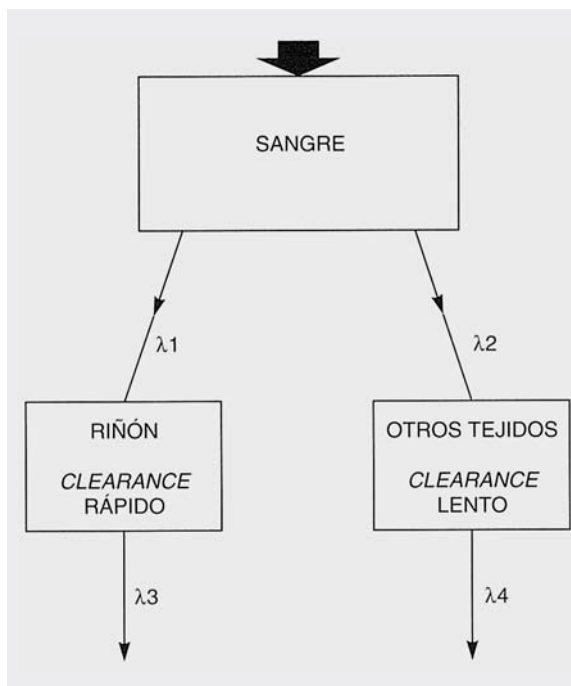 SANGRE
λ1
λ2
RIÑÓN
CLEARANCE
RÁPIDO
OTROS TEJIDOS
CLEARANCE
LENTO
λ3
λ4